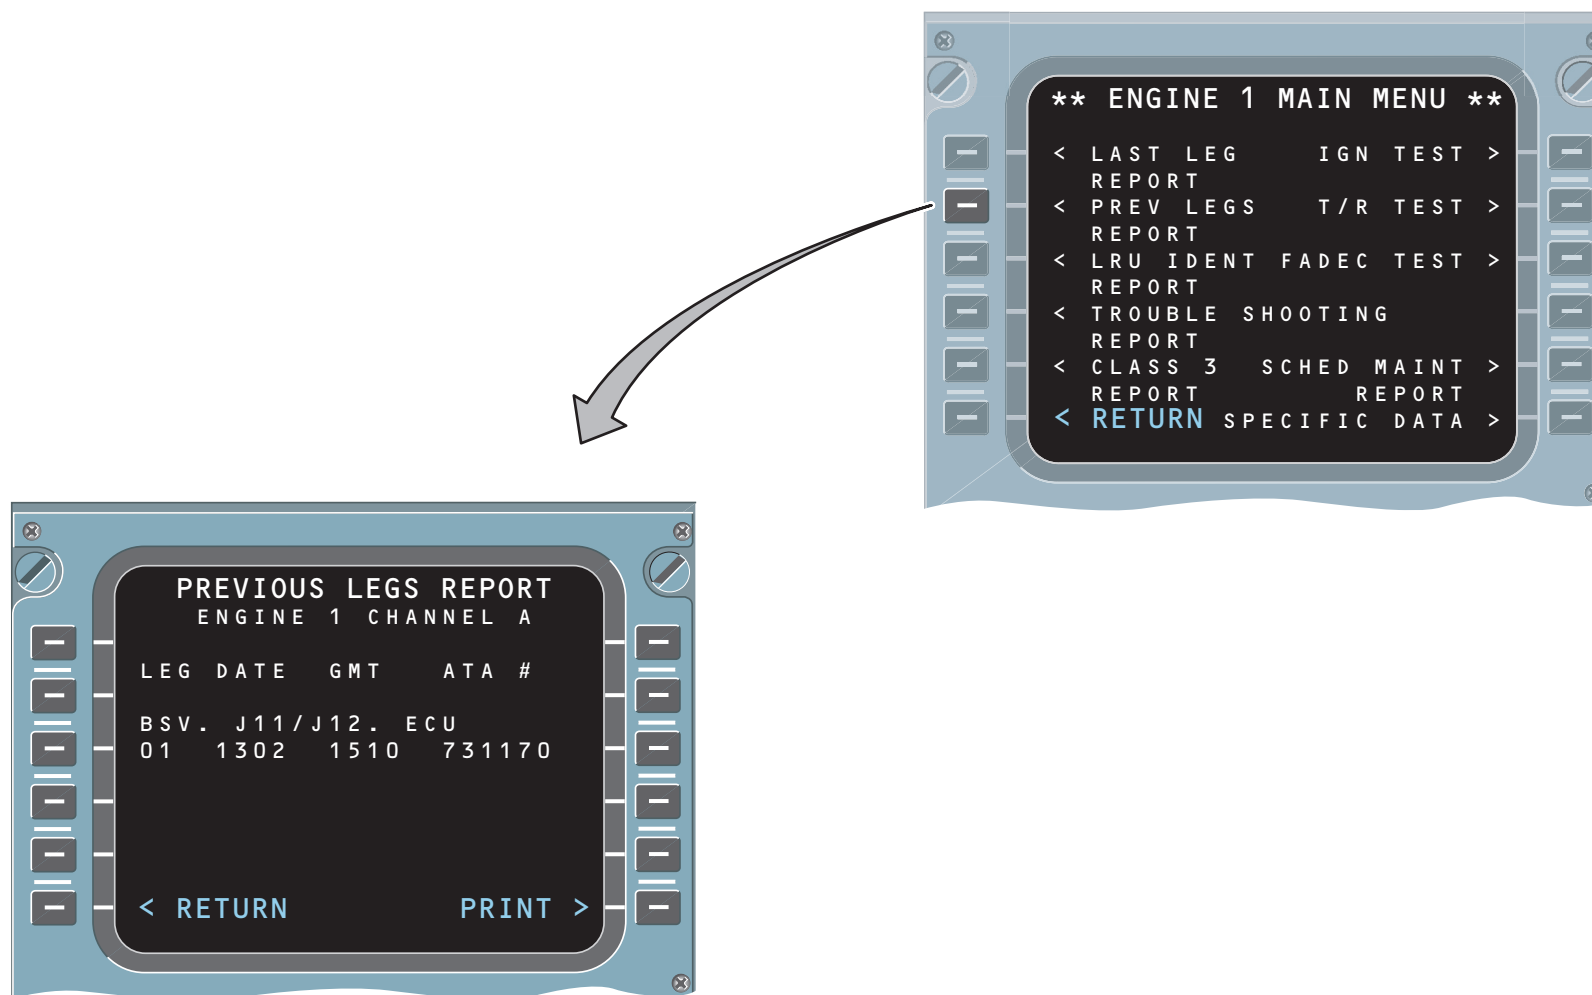 ** ENGINE 1 MAIN MENU **
< LAST LEG IGN TEST >
REPORT
< PREV LEGS T/R TEST >
REPORT
< LRU IDENT FADEC TEST >
REPORT
< TROUBLE SHOOTING
REPORT
< CLASS 3 SCHED MAINT >
REPORT REPORT
< RETURN SPECIFIC DATA >
PREVIOUS LEGS REPORT
ENGINE 1 CHANNEL A
LEG DATE GMT ATA #
BSV. J11/J12. ECU
01 1302 1510 731170
< RETURN PRINT >